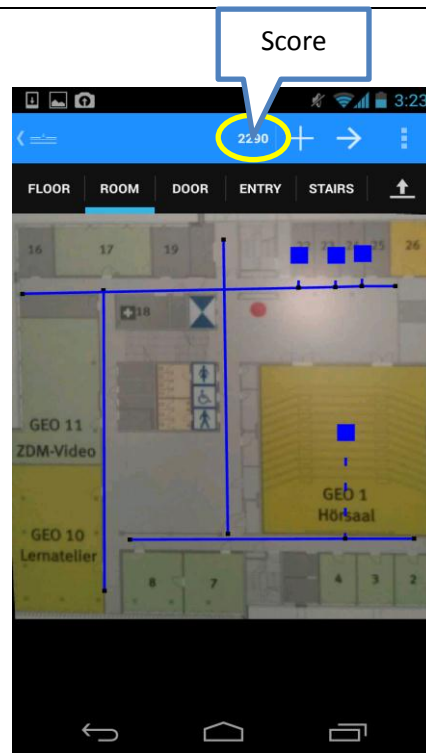 Score
3:23
2290
FLOOR ROOM DOOR ENTRY STAIRS
16 17 19 25 26
18
GEO 11
ZDM-Video
GEO 1
Hörsaal
GEO 10
Lernatelier
8 7 4 3 2